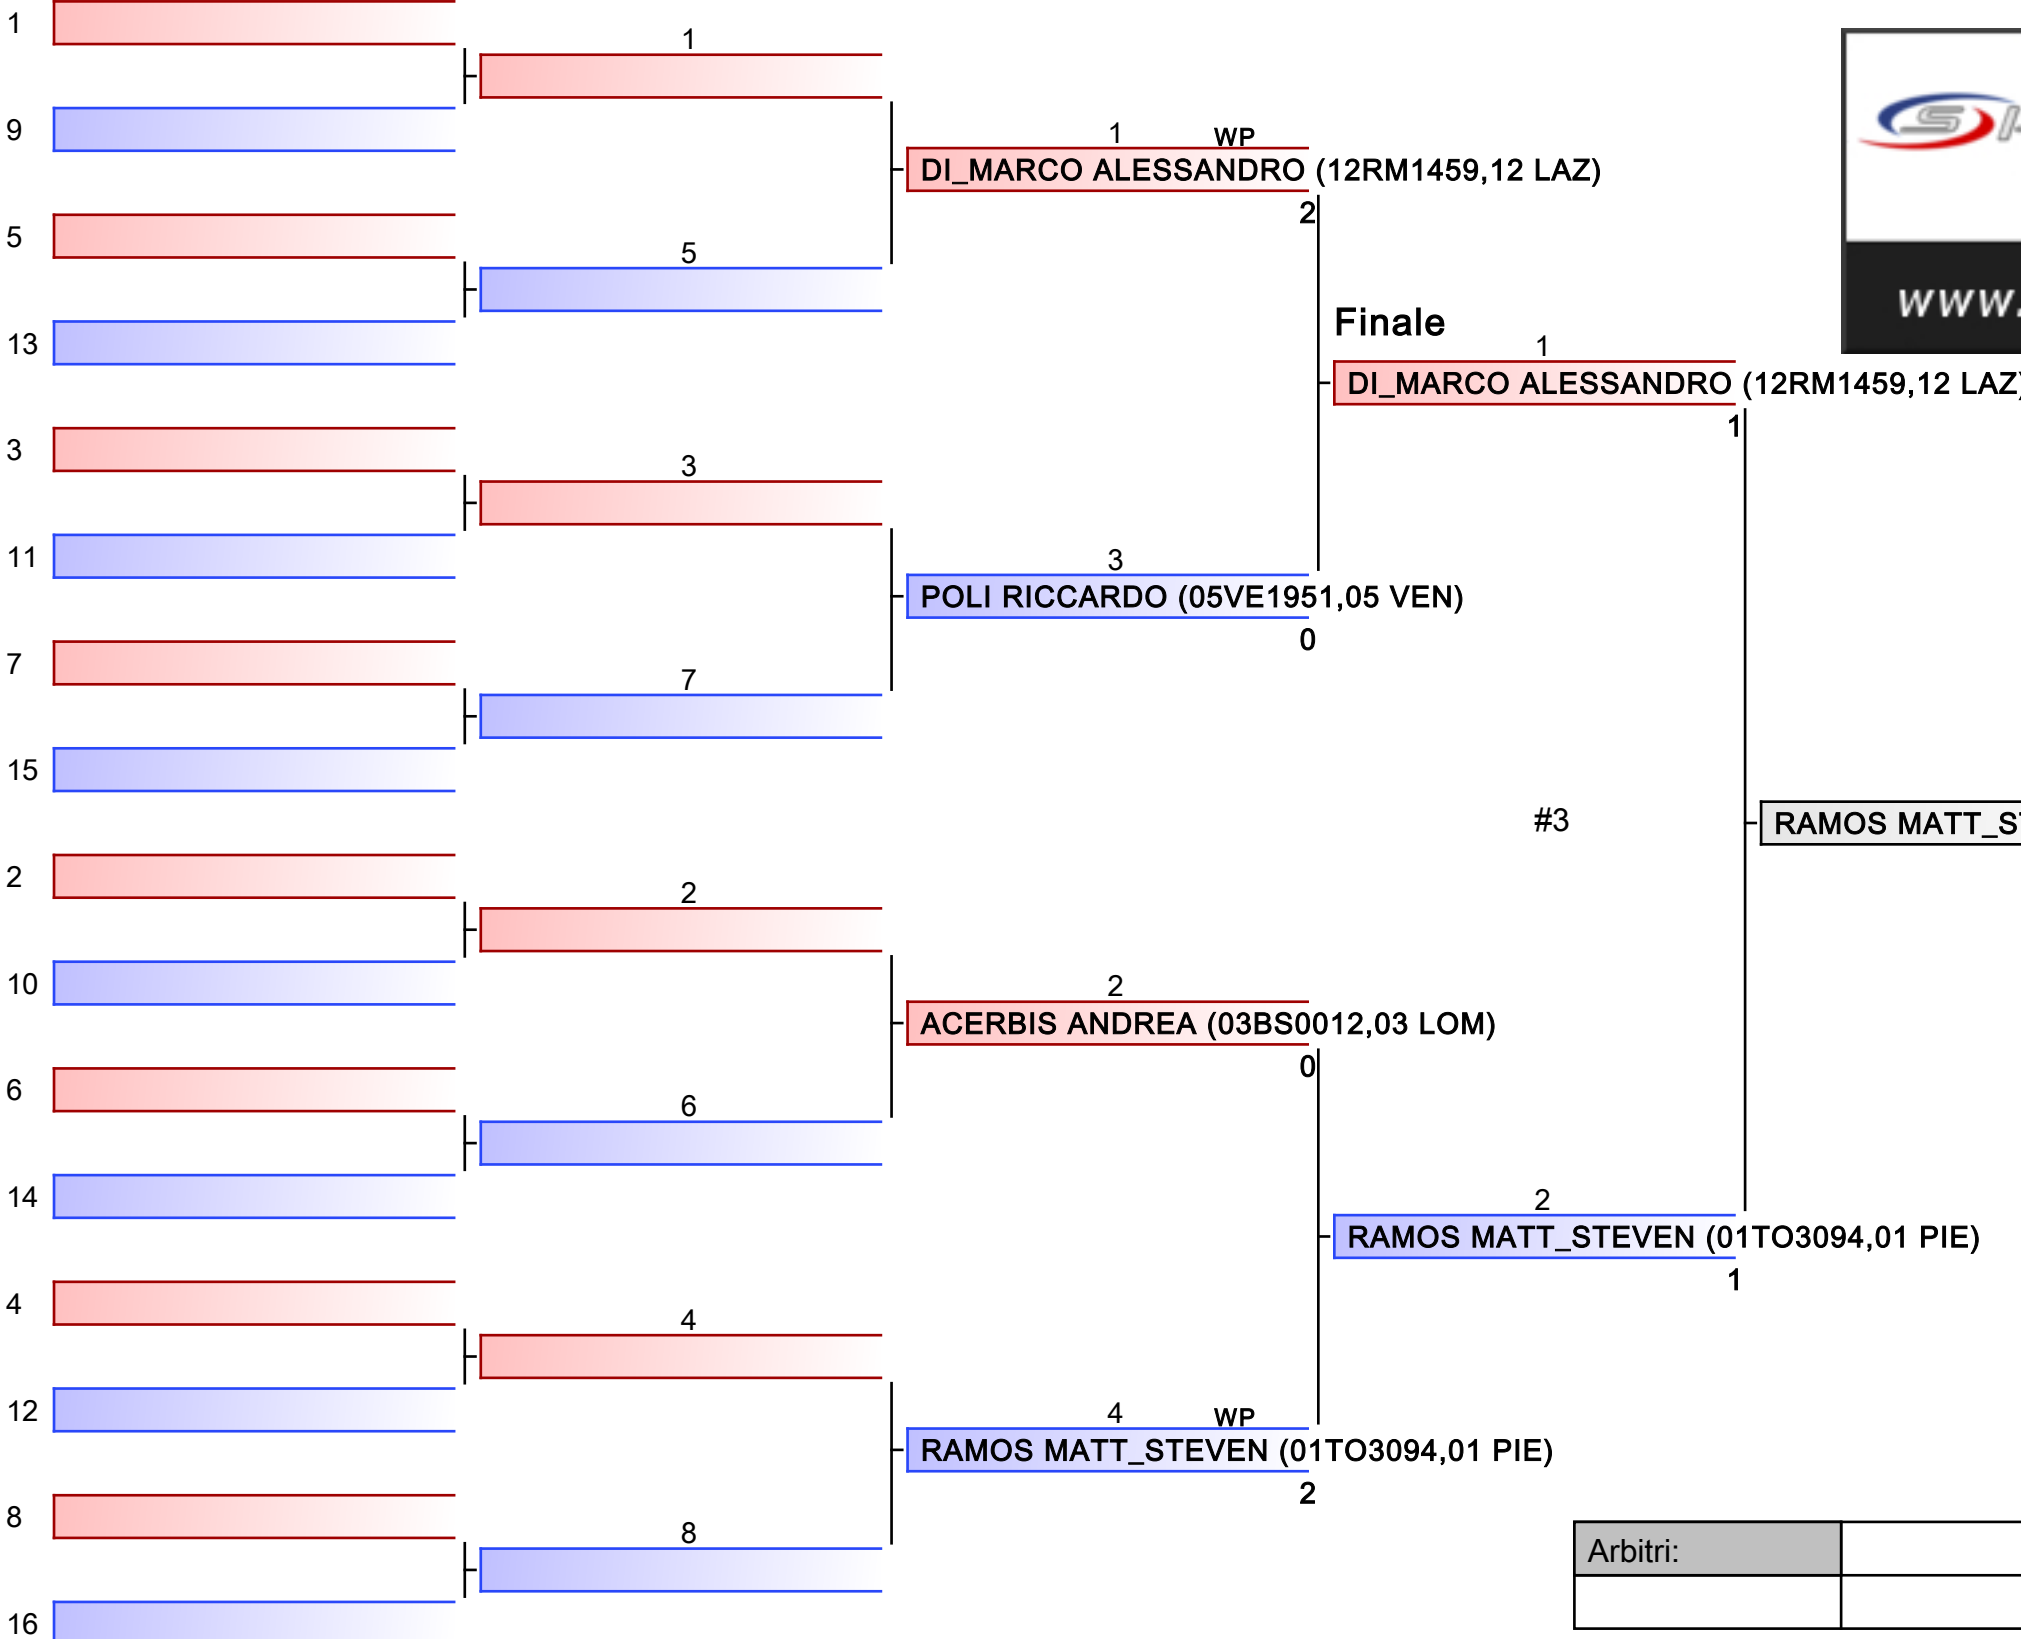 1
9
5
13
3
11
7
15
2
10
6
14
4
12
8
16
1
5
3
7
2
6
4
8
1 WP
DI_MARCO ALESSANDRO (12RM1459,12 LAZ)
2
3
POLI RICCARDO (05VE1951,05 VEN)
0
2
ACERBIS ANDREA (03BS0012,03 LOM)
0
4 WP
RAMOS MATT_STEVEN (01TO3094,01 PIE)
2
Finale
1
DI_MARCO ALESSANDRO (12RM1459,12 LAZ)
1
#3
2
RAMOS MATT_STEVEN (01TO3094,01 PIE)
1
RAMOS MATT_S
www.
Arbitri: